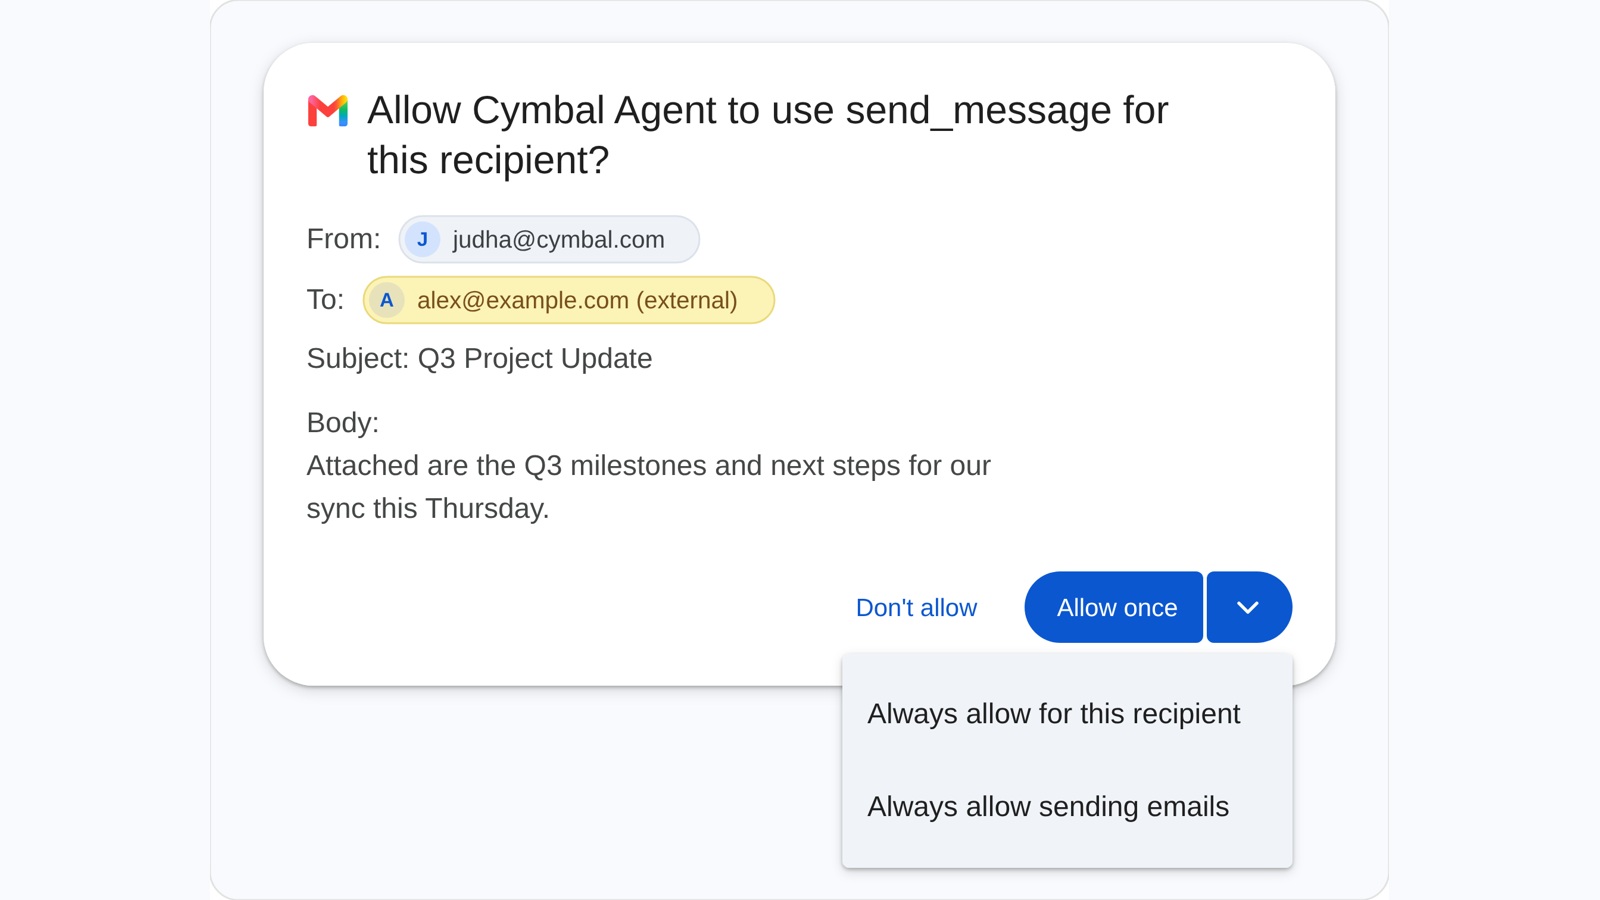 Allow Cymbal Agent to use send_message for
this recipient?
From: J judha@cymbal.com
To: A alex@example.com (external)
Subject: Q3 Project Update
Body:
Attached are the Q3 milestones and next steps for our
sync this Thursday.
Don't allow
Allow once
Always allow for this recipient
Always allow sending emails